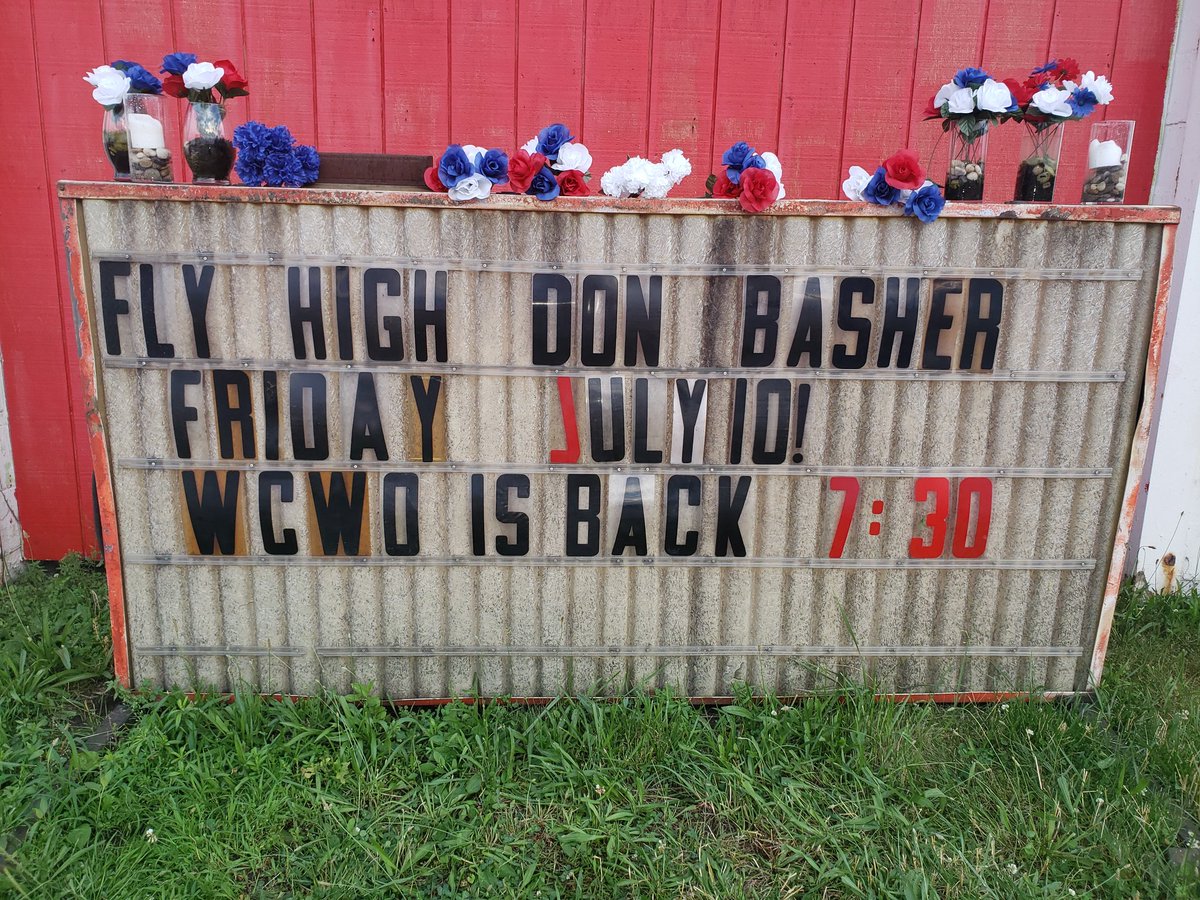 FLY HIGH DON BASHER
FRIDAY JULY 10!
WCWO IS BACK 7:30